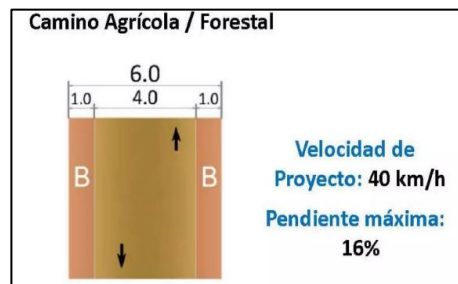 Camino Agrícola / Forestal
6.0
1.0 4.0 1.0
B B
Velocidad de
Proyecto: 40 km/h
Pendiente máxima:
16%